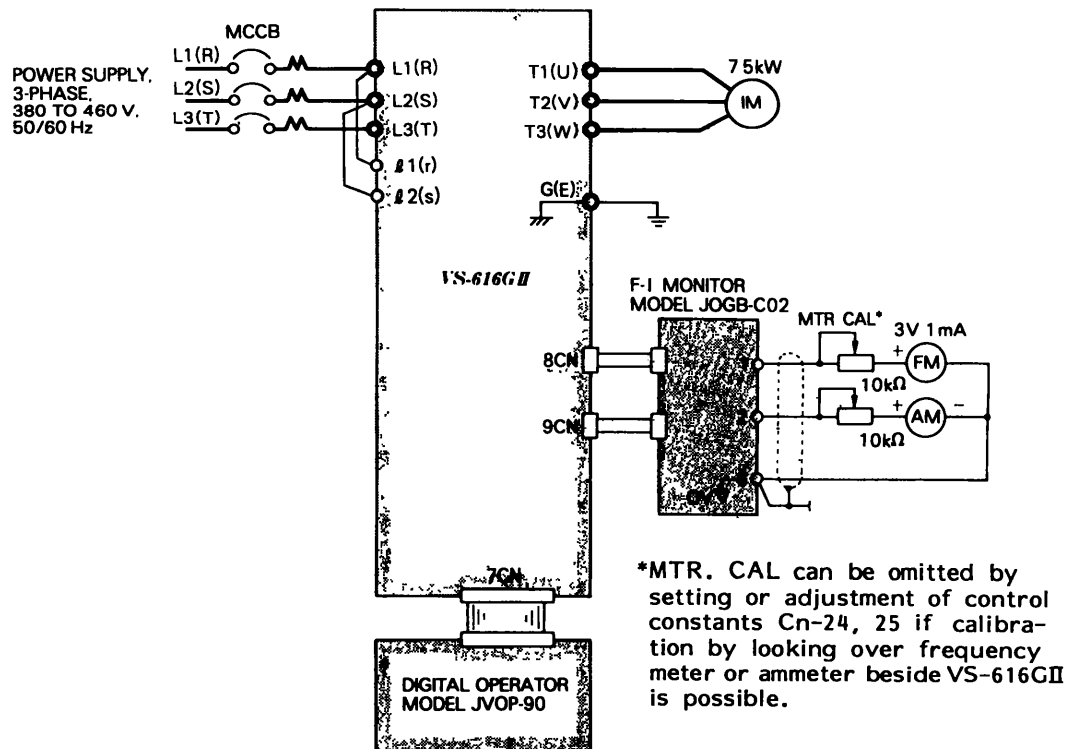 MCCB
L1(R)
L2(S)
L3(T)
POWER SUPPLY,
3-PHASE,
380 TO 460 V,
50/60 Hz
L1(R)
L2(S)
L3(T)
ℓ1(r)
ℓ2(s)
T1(U)
T2(V)
T3(W)
7 5kW
IM
G(E)
VS-616GⅡ
F-I MONITOR
MODEL JOGB-C02
8CN
9CN
MTR CAL*
3V 1mA
+
FM
10kΩ
+
AM
−
10kΩ
7CN
DIGITAL OPERATOR
MODEL JVOP-90
*MTR. CAL can be omitted by
setting or adjustment of control
constants Cn-24, 25 if calibra-
tion by looking over frequency
meter or ammeter beside VS-616GⅡ
is possible.